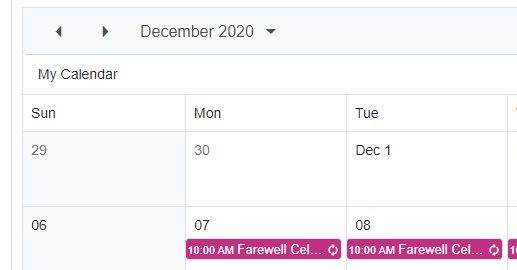 December 2020
My Calendar
Sun Mon Tue
29 30 Dec 1
06 07 08
10:00 AM Farewell Cel... 10:00 AM Farewell Cel...